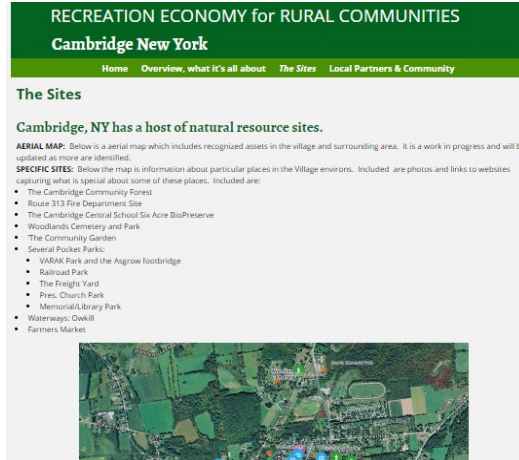 RECREATION ECONOMY for RURAL COMMUNITIES
Cambridge New York
Home Overview, what it's all about The Sites Local Partners & Community
The Sites
Cambridge, NY has a host of natural resource sites.
AERIAL MAP: Below is a aerial map which includes recognized assets in the village and surrounding area. It is a work in progress and will
updated as more are identified.
SPECIFIC SITES: Below the map is information about particular places in the Village environs. Included are photos and links to websites
capturing what is special about some of these places. Included are:
• The Cambridge Community Forest
• Route 313 Fire Department Site
• The Cambridge Central School Six Acre BioPreserve
• Woodlands Cemetery and Park
• 'The Community Garden
• Several Pocket Parks:
• VARAK Park and the Asgrow footbridge
• Railroad Park
• The Freight Yard
• Pres. Church Park
• Memorial/Library Park
• Waterways: Owkill
• Farmers Market